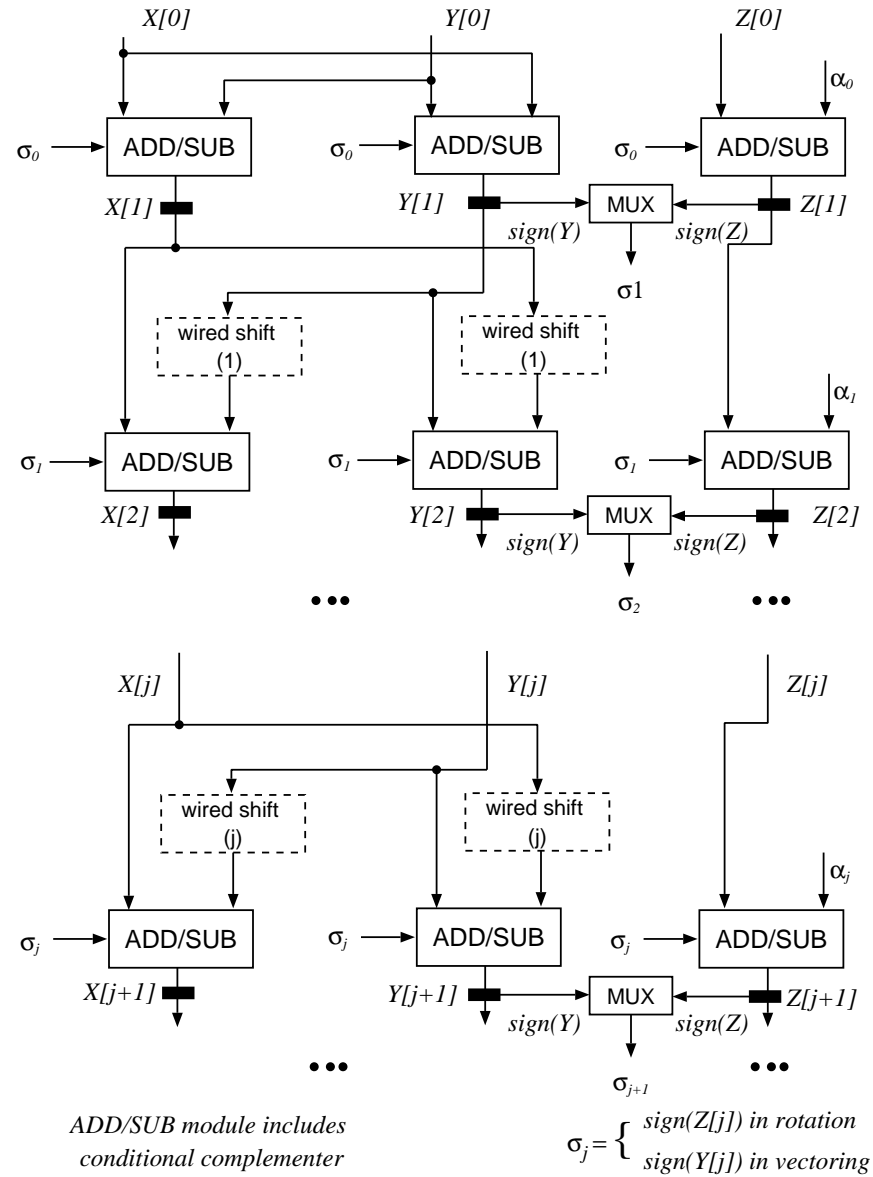 X[0] Y[0] Z[0]
α0
σ0 ADD/SUB σ0 ADD/SUB σ0 ADD/SUB
X[1] Y[1] MUX Z[1]
sign(Y) sign(Z)
σ1
wired shift wired shift
(1) (1)
α1
σ1 ADD/SUB σ1 ADD/SUB σ1 ADD/SUB
X[2] Y[2] MUX Z[2]
sign(Y) sign(Z)
σ2
••• •••
X[j] Y[j] Z[j]
wired shift wired shift
(j) (j)
αj
σj ADD/SUB σj ADD/SUB σj ADD/SUB
X[j+1] Y[j+1] MUX Z[j+1]
sign(Y) sign(Z)
••• •••
σj+1
ADD/SUB module includes
conditional complementer
σj = { sign(Z[j]) in rotation
sign(Y[j]) in vectoring